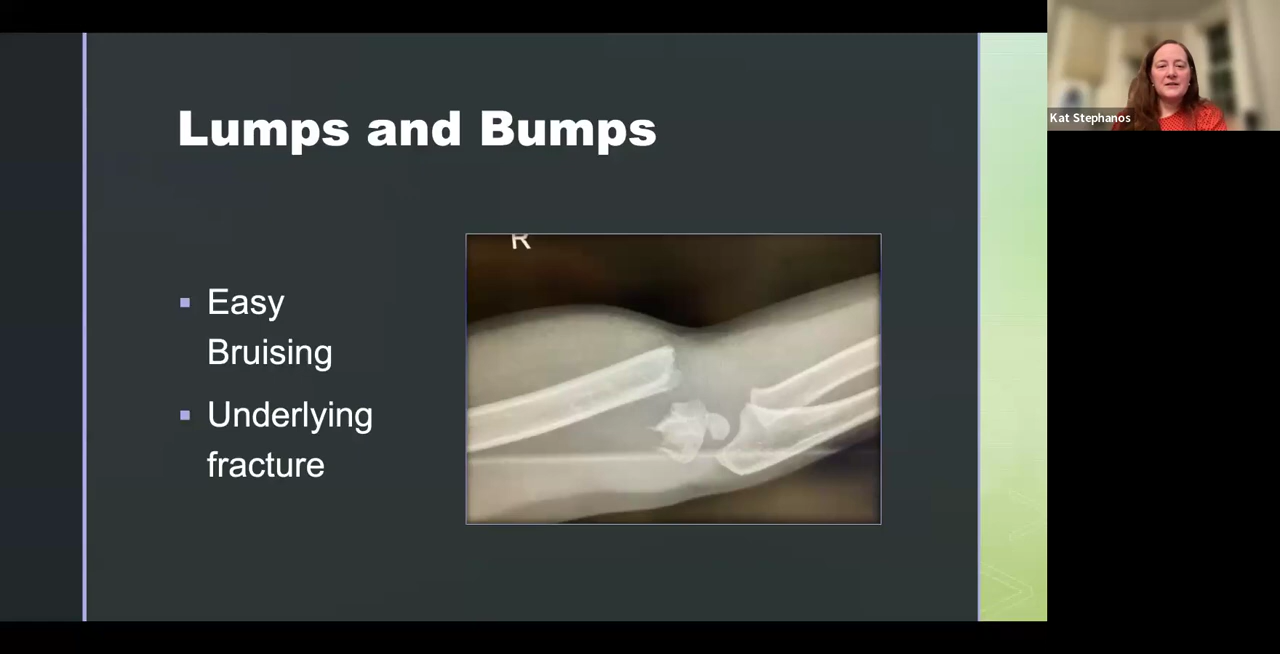 Lumps and Bumps
Kat Stephanos
R
Easy
Bruising
Underlying
fracture